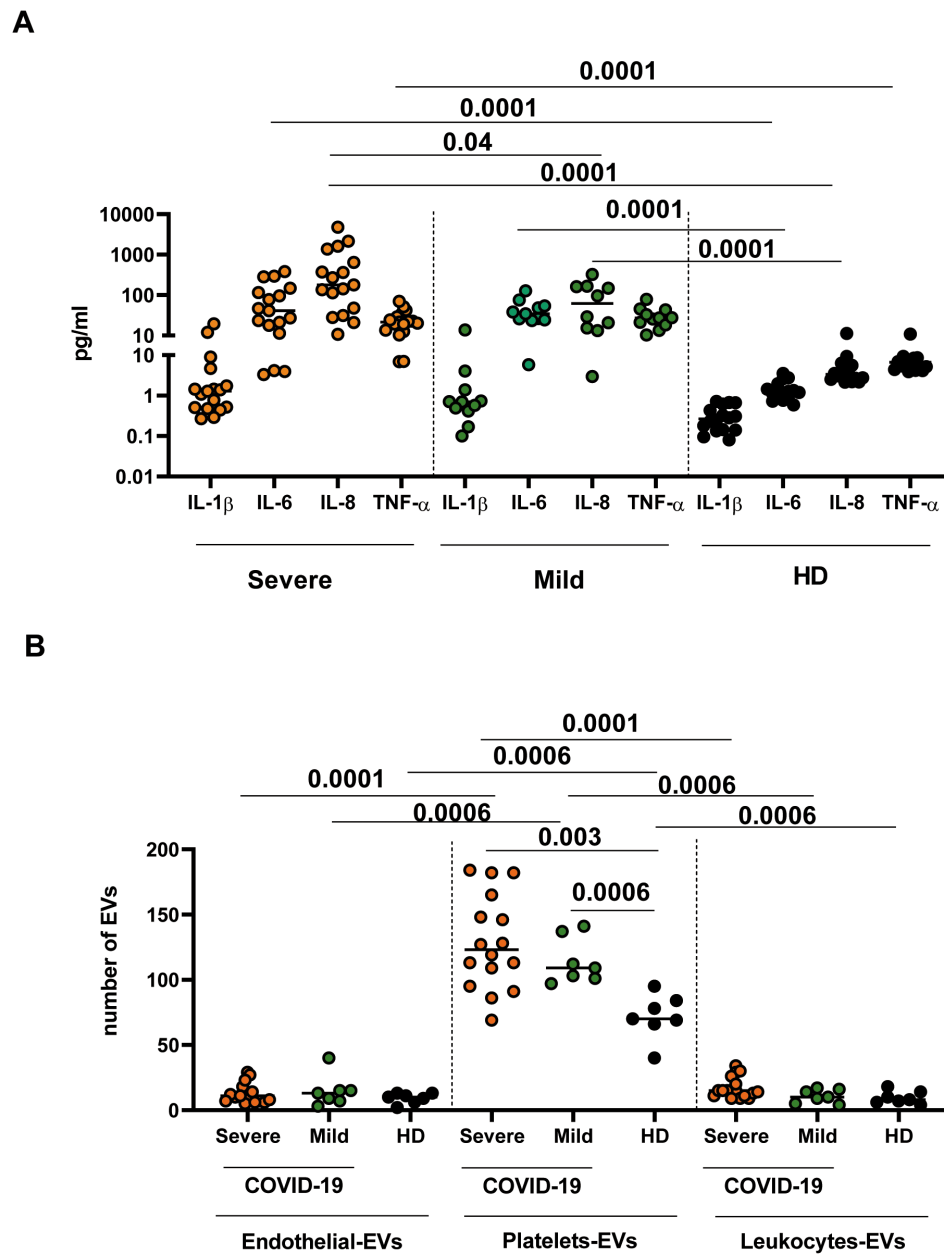 A
0.0001
0.0001
0.04
0.0001
0.0001
0.0001
pg/ml
10000
1000
100
10
10
1
0.1
0.01
IL-1β IL-6 IL-8 TNF-α IL-1β IL-6 IL-8 TNF-α IL-1β IL-6 IL-8 TNF-α
Severe Mild HD
B
0.0001
0.0006
0.0001 0.0006
0.0006 0.0006
0.003
0.0006
number of EVs
200
150
100
50
0
Severe Mild HD Severe Mild HD Severe Mild HD
COVID-19 COVID-19 COVID-19
Endothelial-EVs Platelets-EVs Leukocytes-EVs